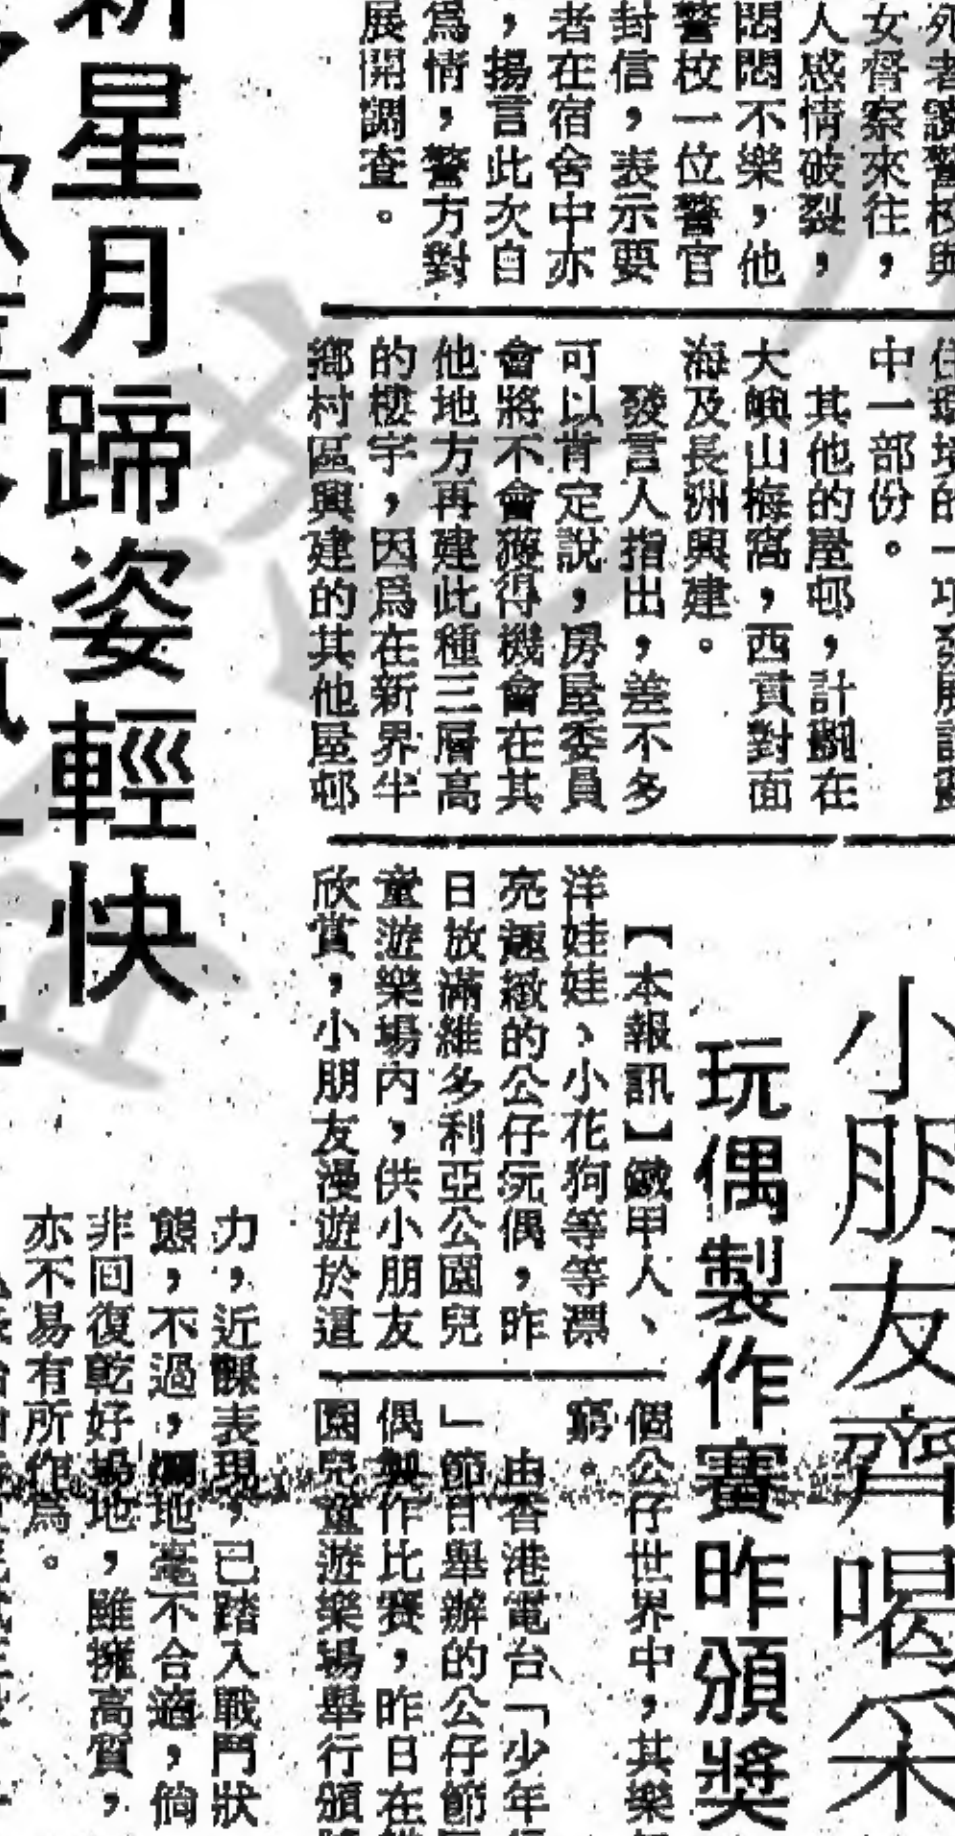 女督察來往，
人感情破裂，
悶悶不樂，他
警校一位警官
封信，表示要
者在宿舍中亦
，揚言此次自
爲情，警方對
展開調查。
中一部份。
其他的屋邨，計劃在
大嶼山梅窩，西貢對面
海及長洲興建。
發言人指出，差不多
可以肯定說，房屋委員
會將不會獲得機會在其
他地方再建此種三層高
的樓宇，因爲在新界半
鄉村區興建的其他屋邨
小朋友齊喝采
玩偶製作賽昨頒獎
【本報訊】鐵甲人、
洋娃娃、小花狗等等漂
亮趣緻的公仔玩偶，昨
日放滿維多利亞公園兒
童遊樂場內，供小朋友
欣賞，小朋友漫遊於這
個公仔世界中，其樂
窮。
由香港電台「少年
」節目舉辦的公仔節
偶製作比賽，昨日在
園兒童遊樂場舉行頒
新星月蹄姿輕快
力，近課表現，已踏入戰鬥狀
態，不過，爛地毫不合適，倘
非回復乾好場地，雖擁高質，
亦不易有所作爲。